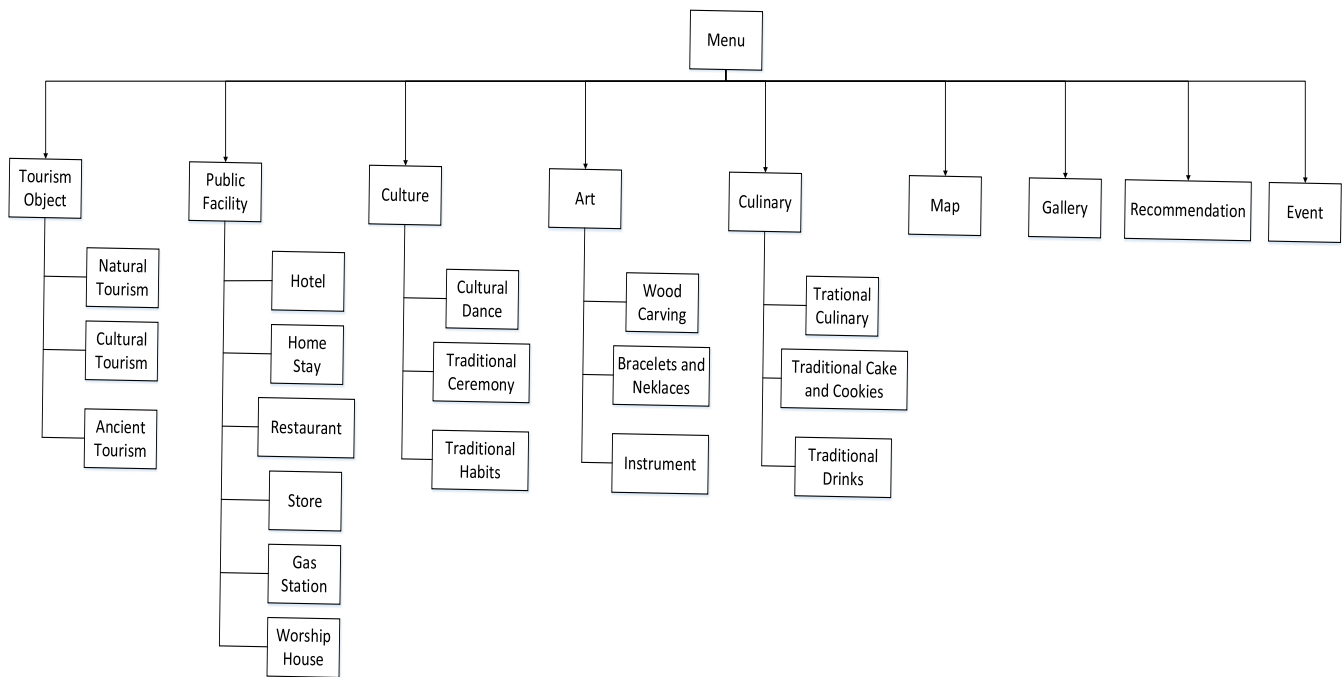 Menu
Tourism
Object
Public
Facility
Culture
Art
Culinary
Map
Gallery
Recommendation
Event
Natural
Tourism
Cultural
Tourism
Ancient
Tourism
Hotel
Home
Stay
Restaurant
Store
Gas
Station
Worship
House
Cultural
Dance
Traditional
Ceremony
Traditional
Habits
Wood
Carving
Bracelets and
Neklaces
Instrument
Trational
Culinary
Traditional Cake
and Cookies
Traditional
Drinks